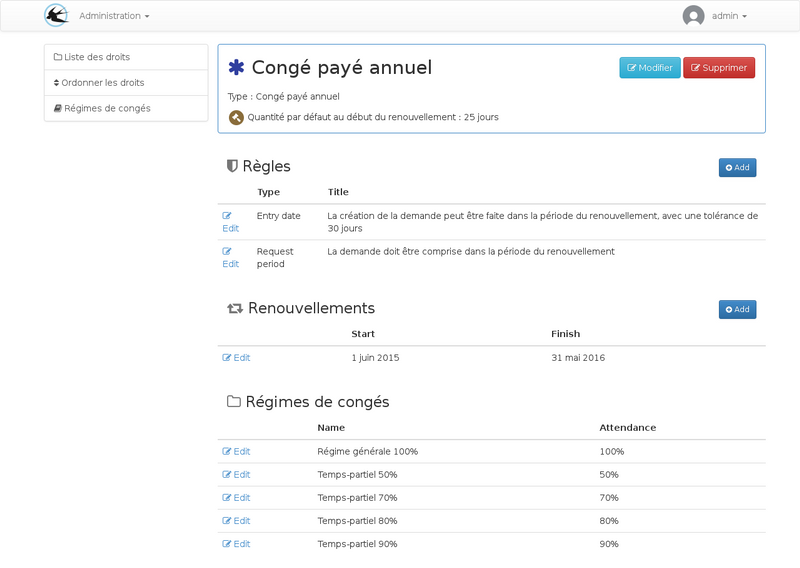 Administration
admin
Liste des droits
Ordonner les droits
Régimes de congés
Congé payé annuel
Modifier
Supprimer
Type : Congé payé annuel
Quantité par défaut au début du renouvellement : 25 jours
Règles
Add
Type Title
Edit Entry date La création de la demande peut être faite dans la période du renouvellement, avec une tolérance de
30 jours
Edit Request
period La demande doit être comprise dans la période du renouvellement
Renouvellements
Add
Start Finish
Edit 1 juin 2015 31 mai 2016
Régimes de congés
Name Attendance
Edit Régime générale 100% 100%
Edit Temps-partiel 50% 50%
Edit Temps-partiel 70% 70%
Edit Temps-partiel 80% 80%
Edit Temps-partiel 90% 90%